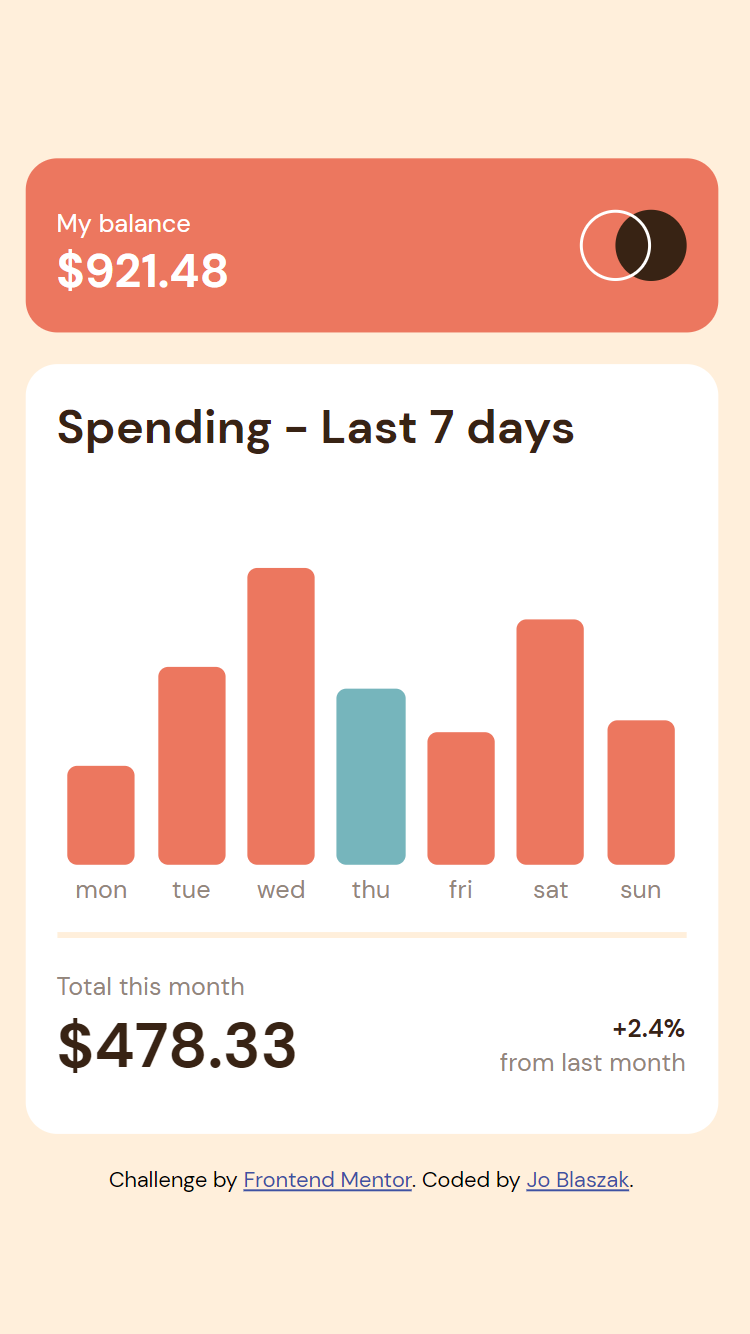 My balance
$921.48
Spending - Last 7 days
mon tue wed thu fri sat sun
Total this month
$478.33
+2.4%
from last month
Challenge by Frontend Mentor. Coded by Jo Blaszak.